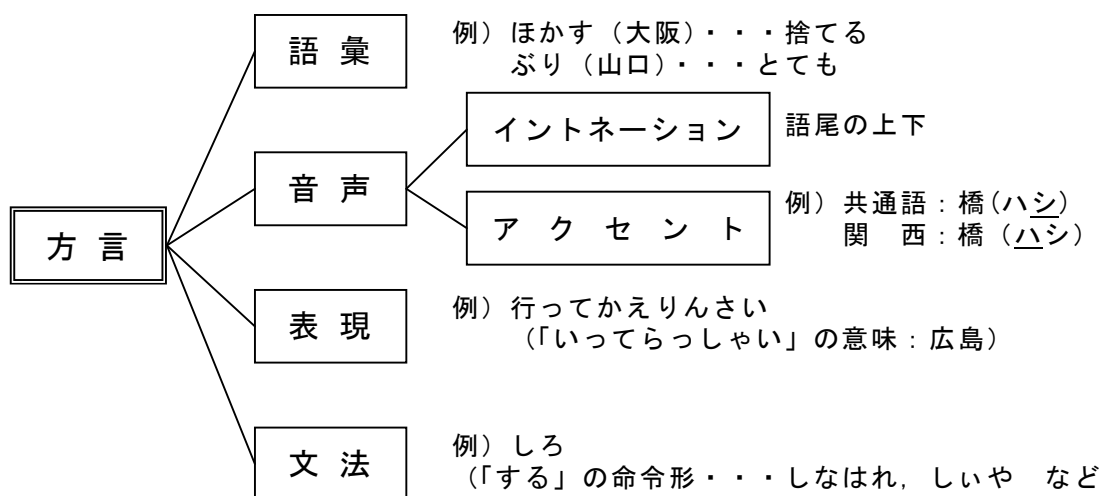 方言
語彙
例）ほかす（大阪）・・・捨てる
ぶり（山口）・・・とても
音声
イントネーション
語尾の上下
アクセント
例）共通語：橋（ハシ）
関　西：橋（ハシ）
表現
例）行ってかえりんさい
（「いってらっしゃい」の意味：広島）
文法
例）しろ
（「する」の命令形・・・しなはれ，しぃや　など